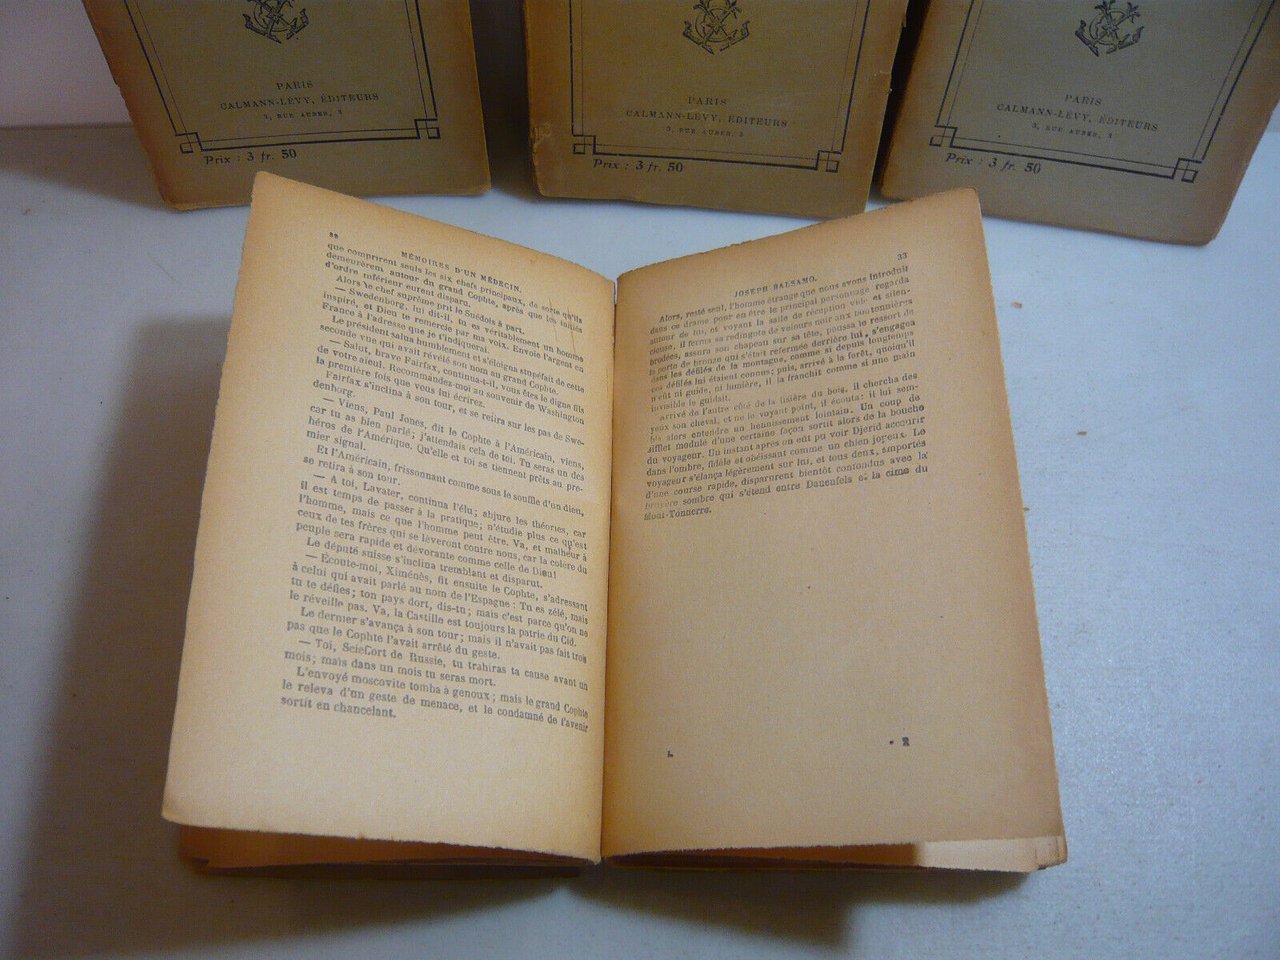 PARIS
CALMANN-LÉVY, ÉDITEURS
3, RUE AUBER, 3
Prix : 3 fr. 50
PARIS
CALMANN-LÉVY, ÉDITEURS
3, RUE AUBER, 3
Prix : 3 fr. 50
PARIS
CALMANN-LÉVY, ÉDITEURS
3, RUE AUBER, 3
Prix : 3 fr. 50
MÉMOIRES D'UN MÉDECIN.
que comprirent seuls les six chefs principaux, de sorte qu'ils
demeurèrent autour du grand Cophte, après que les initiés
d'ordre inférieur eurent disparu.
Alors le chef suprême prit le Suédois à part.
— Swedenborg, lui dit-il, tu es véritablement un homme
inspiré, et Dieu te remercie par ma voix. Envoie l'argent en
France à l'adresse que je t'indiquerai.
Le président salua humblement et s'éloigna stupéfait de cette
seconde vue qui avait révélé son nom au grand Cophte.
— Salut, brave Fairfax, continua-t-il, vous êtes le digne fils
de votre aïeul. Recommandez-moi au souvenir de Washington
la première fois que vous lui écrirez.
Fairfax s'inclina à son tour, et se retira sur les pas de Swe-
denborg.
— Viens, Paul Jones, dit le Cophte à l'Américain, viens,
car tu as bien parlé; j'attendais cela de toi. Tu seras un des
héros de l'Amérique. Qu'elle et toi se tiennent prêts au pre-
mier signal.
Et l'Américain, frissonnant comme sous le souffle d'un dieu,
se retira à son tour.
— A toi, Lavater, continua l'élu; abjure les théories, car
il est temps de passer à la pratique; n'étudie plus ce qu'est
l'homme, mais ce que l'homme peut être. Va, et malheur à
ceux de tes frères qui se lèveront contre nous, car la colère du
peuple sera rapide et dévorante comme celle de Dieu!
Le député suisse s'inclina tremblant et disparut.
— Écoute-moi, Ximénès, fit ensuite le Cophte, s'adressant
à celui qui avait parlé au nom de l'Espagne : Tu es zélé, mais
tu te défies; ton pays dort, dis-tu; mais c'est parce qu'on ne
le réveille pas. Va, la Castille est toujours la patrie du Cid.
Le dernier s'avança à son tour; mais il n'avait pas fait trois
pas que le Cophte l'avait arrêté du geste.
— Toi, Scieffort de Russie, tu trahiras ta cause avant un
mois; mais dans un mois tu seras mort.
L'envoyé moscovite tomba à genoux; mais le grand Cophte
le releva d'un geste de menace, et le condamné de l'avenir
sortit en chancelant.
JOSEPH BALSAMO. 33
Alors, resté seul, l'homme étrange que nous avons introduit
dans ce drame pour en être le principal personnage regarda
autour de lui, et voyant la salle de réception vide et silen-
cieuse, il ferma sa redingote de velours noir aux boutonnières
brodées, assura son chapeau sur sa tête, poussa le ressort de
la porte de bronze qui s'était refermée derrière lui, s'engagea
dans les défilés de la montagne, comme si depuis longtemps
ces défilés lui étaient connus; puis, arrivé à la forêt, quoiqu'il
n'eût ni guide, ni lumière, il la franchit comme si une main
invisible le guidait.
Arrivé de l'autre côté de la lisière du bois, il chercha des
yeux son cheval, et ne le voyant point, il écouta : il lui sem-
bla alors entendre un hennissement lointain. Un coup de
sifflet modulé d'une certaine façon sortit alors de la bouche
du voyageur. Un instant après on eût pu voir Djerid accourir
dans l'ombre, fidèle et obéissant comme un chien joyeux. Le
voyageur s'élança légèrement sur lui, et tous deux, emportés
d'une course rapide, disparurent bientôt confondus avec la
bruyère sombre qui s'étend entre Danenfels et la cime du
Mont-Tonnerre.
I. 2